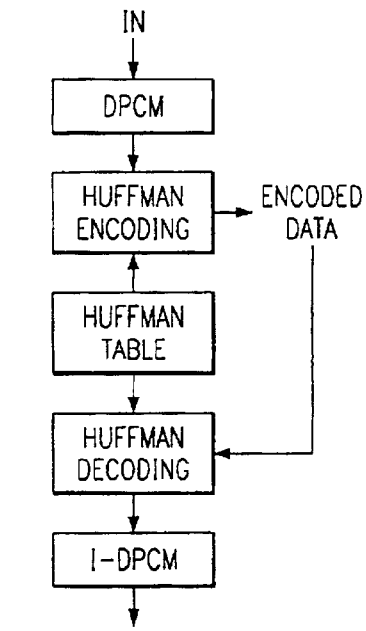 IN
DPCM
HUFFMAN
ENCODING
ENCODED
DATA
HUFFMAN
TABLE
HUFFMAN
DECODING
I-DPCM